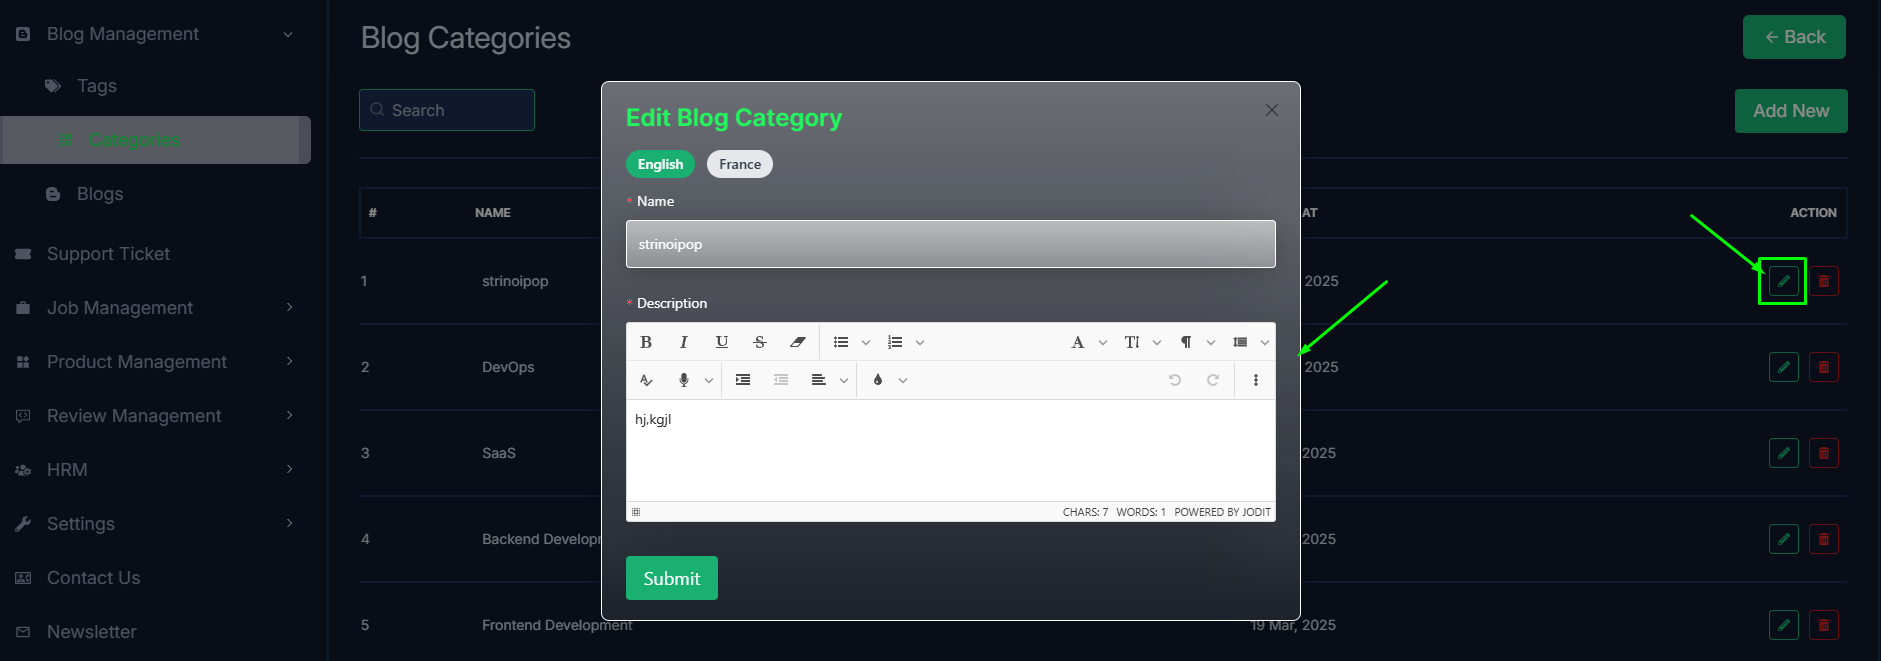 Blog Management
Tags
Categories
Blogs
Support Ticket
Job Management
Product Management
Review Management
HRM
Settings
Contact Us
Newsletter
Blog Categories
← Back
Search
Add New
# NAME AT ACTION
1 strinoipop 2025
2 DevOps 2025
3 SaaS 2025
4 Backend Develop 2025
5 Frontend Development 19 Mar, 2025
Edit Blog Category
English France
* Name
strinoipop
* Description
hj,kgjl
CHARS: 7 WORDS: 1 POWERED BY JODIT
Submit